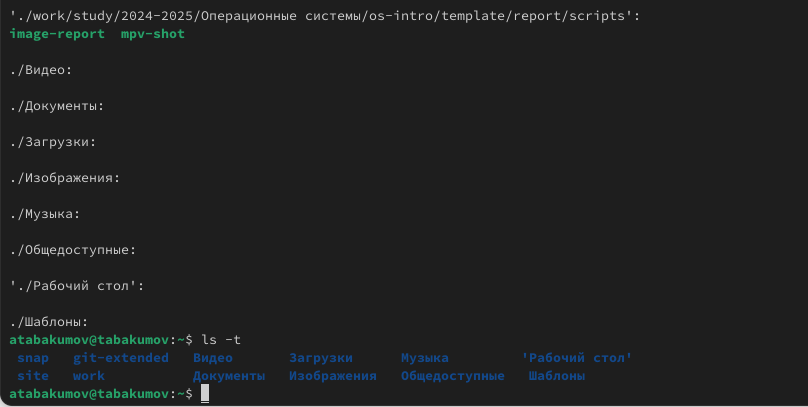 './work/study/2024-2025/Операционные системы/os-intro/template/report/scripts':
image-report  mpv-shot
./Видео:
./Документы:
./Загрузки:
./Изображения:
./Музыка:
./Общедоступные:
'./Рабочий стол':
./Шаблоны:
atabakumov@tabakumov:~$ ls -t
snap   git-extended   Видео       Загрузки      Музыка         'Рабочий стол'
site   work           Документы   Изображения   Общедоступные   Шаблоны
atabakumov@tabakumov:~$